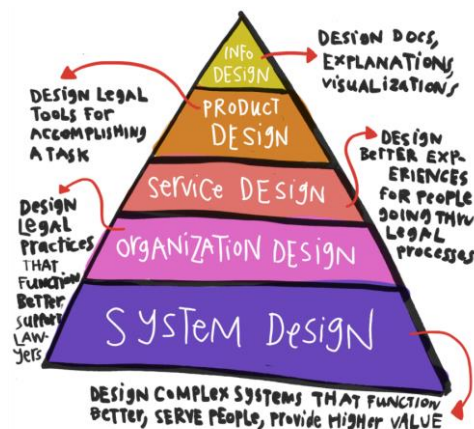 INFO
DESIGN
DESIGN DOCS,
EXPLANATIONS,
VISUALIZATIONS
DESIGN LEGAL
TOOLS FOR
ACCOMPLISHING
A TASK
PRODUCT
DESIGN
DESIGN
BETTER EXP-
ERIENCES
FOR PEOPLE
GOING THRU
LEGAL
PROCESSES
SERVICE DESIGN
DESIGN
LEGAL
PRACTICES
THAT
FUNCTION
BETTER,
SUPPORT
LAW-
yers
ORGANIZATION DESIGN
SYSTEM DESIGN
DESIGN COMPLEX SYSTEMS THAT FUNCTION
BETTER, SERVE PEOPLE, PROVIDE HIGHER VALUE